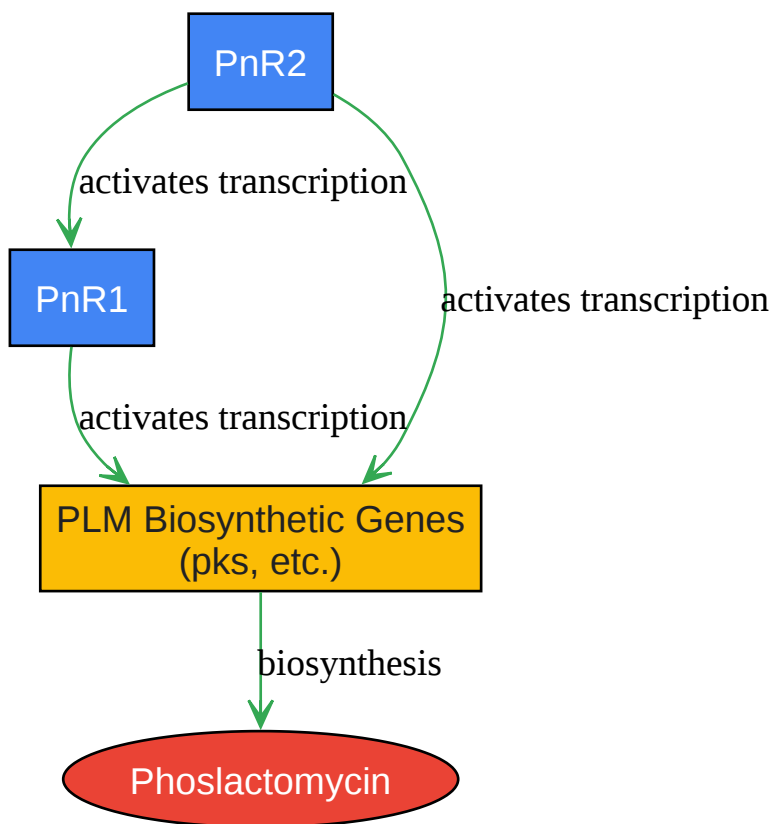 PnR2
activates transcription
PnR1
activates transcription
activates transcription
PLM Biosynthetic Genes
(pks, etc.)
biosynthesis
Phoslactomycin